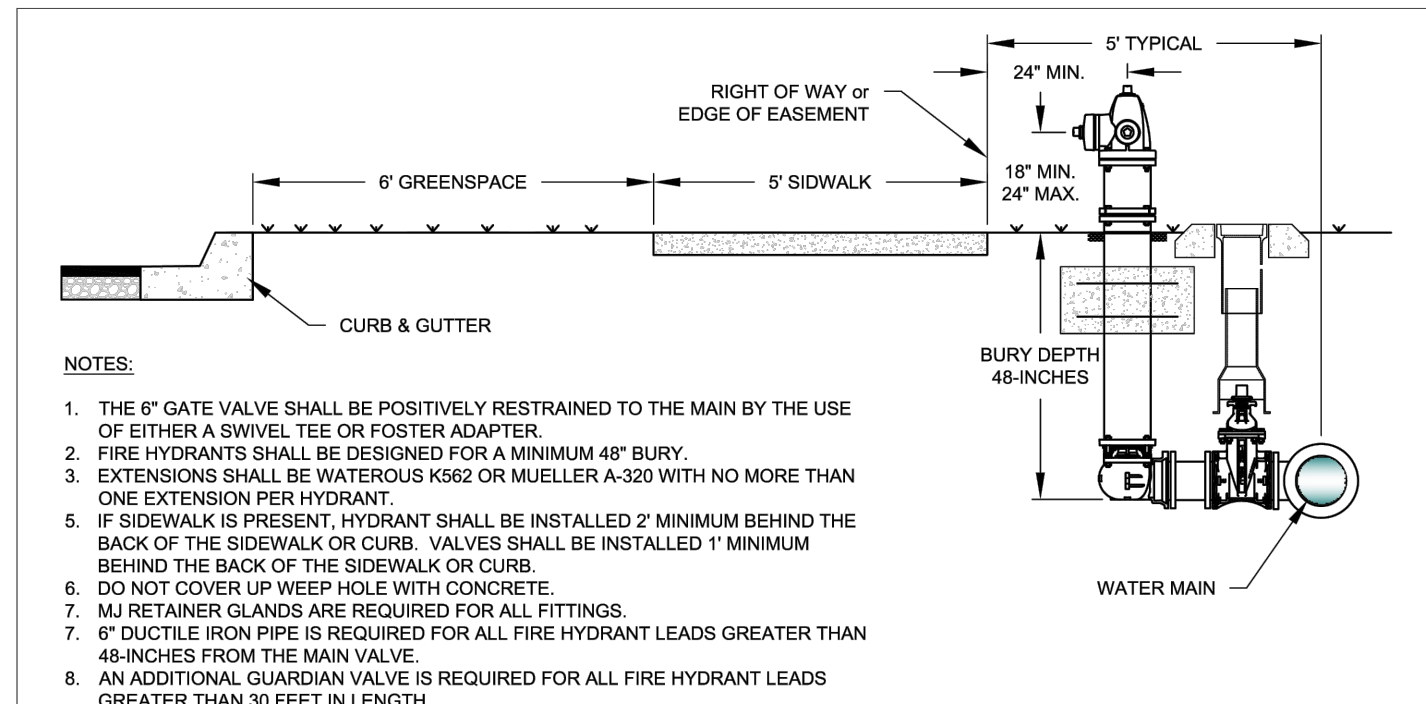 5' TYPICAL
24" MIN.
RIGHT OF WAY or
EDGE OF EASEMENT
18" MIN.
24" MAX.
6' GREENSPACE
5' SIDWALK
CURB & GUTTER
BURY DEPTH
48-INCHES
WATER MAIN
NOTES:
1. THE 6" GATE VALVE SHALL BE POSITIVELY RESTRAINED TO THE MAIN BY THE USE
OF EITHER A SWIVEL TEE OR FOSTER ADAPTER.
2. FIRE HYDRANTS SHALL BE DESIGNED FOR A MINIMUM 48" BURY.
3. EXTENSIONS SHALL BE WATEROUS K562 OR MUELLER A-320 WITH NO MORE THAN
ONE EXTENSION PER HYDRANT.
5. IF SIDEWALK IS PRESENT, HYDRANT SHALL BE INSTALLED 2' MINIMUM BEHIND THE
BACK OF THE SIDEWALK OR CURB. VALVES SHALL BE INSTALLED 1' MINIMUM
BEHIND THE BACK OF THE SIDEWALK OR CURB.
6. DO NOT COVER UP WEEP HOLE WITH CONCRETE.
7. MJ RETAINER GLANDS ARE REQUIRED FOR ALL FITTINGS.
7. 6" DUCTILE IRON PIPE IS REQUIRED FOR ALL FIRE HYDRANT LEADS GREATER THAN
48-INCHES FROM THE MAIN VALVE.
8. AN ADDITIONAL GUARDIAN VALVE IS REQUIRED FOR ALL FIRE HYDRANT LEADS
GREATER THAN 30 FEET IN LENGTH.